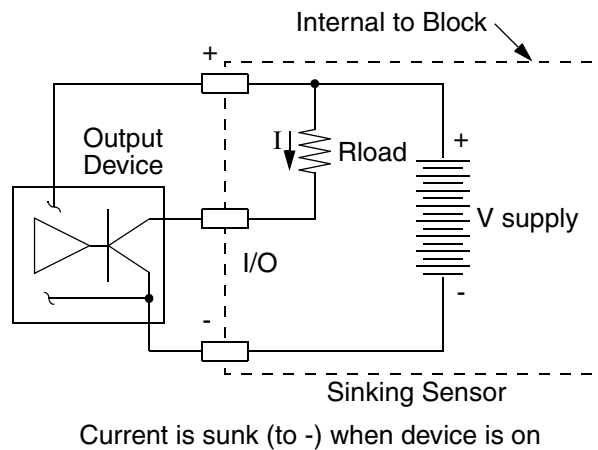 Internal to Block
+
Output
Device
I
Rload
+
V supply
I/O
-
-
Sinking Sensor
Current is sunk (to -) when device is on